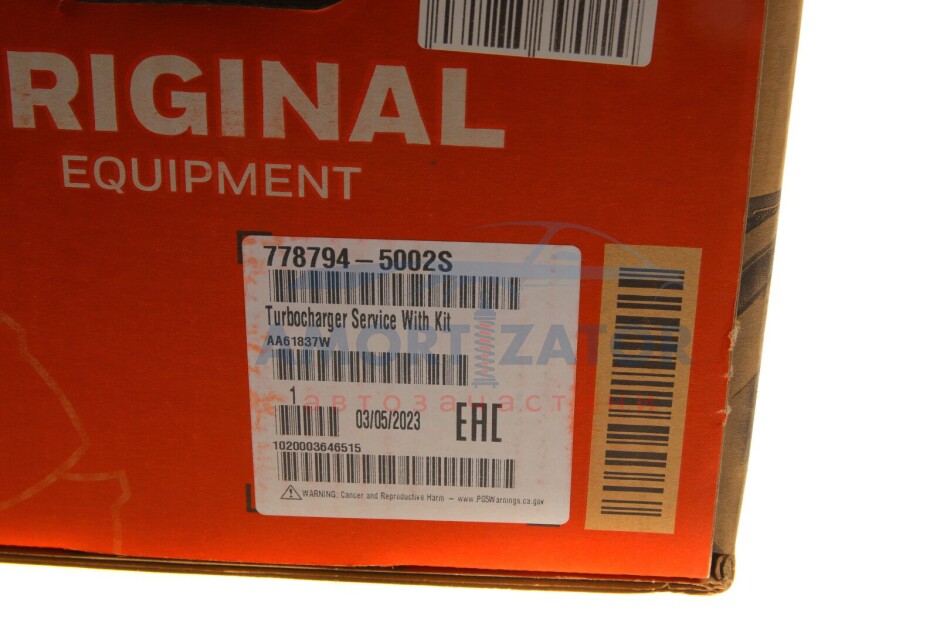 RIGINAL
EQUIPMENT
778794-5002S
Turbocharger Service With Kit
AA61837W
AMORTIZATOR
1
автозапчастини
03/05/2023
EAC
1020003646515
WARNING: Cancer and Reproductive Harm - www.P65Warnings.ca.gov